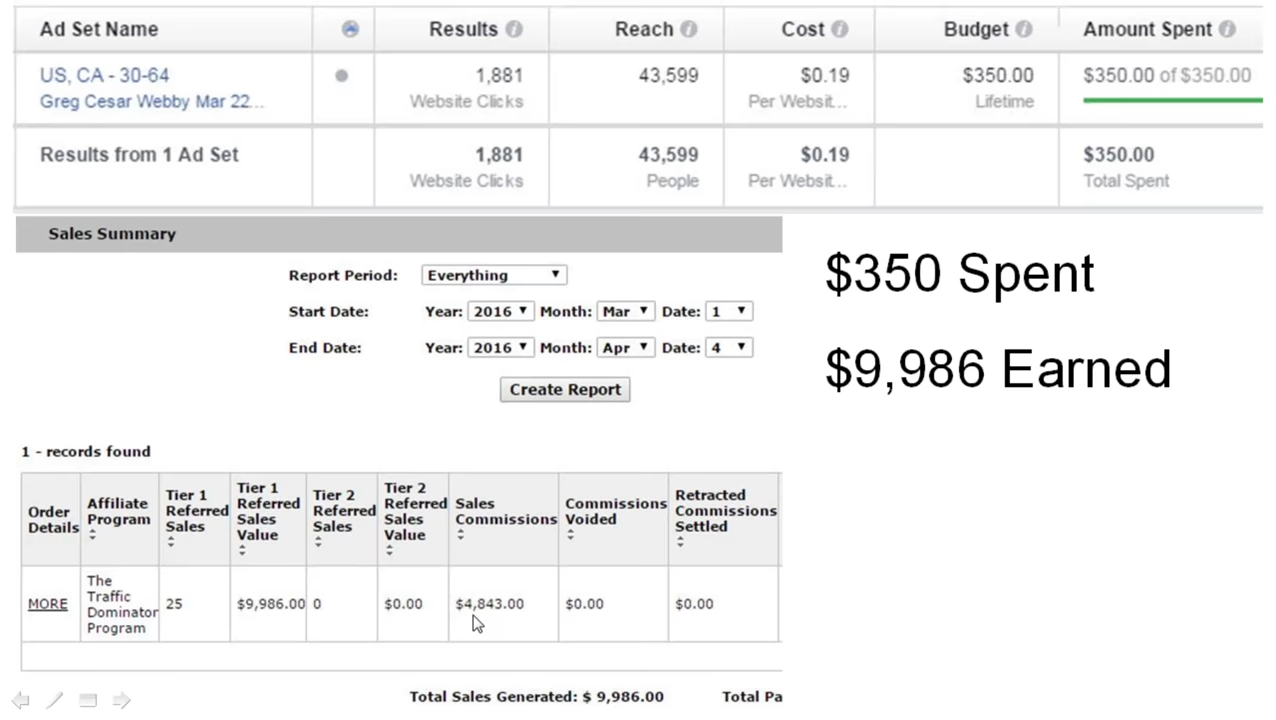 Ad Set Name Results Reach Cost Budget Amount Spent
US, CA - 30-64 1,881 43,599 $0.19 $350.00 $350.00 of $350.00
Greg Cesar Webby Mar 22... Website Clicks Per Websit... Lifetime
Results from 1 Ad Set 1,881 43,599 $0.19 $350.00
Website Clicks People Per Websit... Total Spent
Sales Summary
Report Period: Everything
Start Date: Year: 2016 Month: Mar Date: 1
End Date: Year: 2016 Month: Apr Date: 4
Create Report
$350 Spent
$9,986 Earned
1 - records found
Order Details
Affiliate Program
Tier 1 Referred Sales
Tier 1 Referred Sales Value
Tier 2 Referred Sales
Tier 2 Referred Sales Value
Sales Commissions
Commissions Voided
Retracted Commissions Settled
MORE
The Traffic Dominator Program
25
$9,986.00
0
$0.00
$4,843.00
$0.00
$0.00
Total Sales Generated: $ 9,986.00 Total Pa